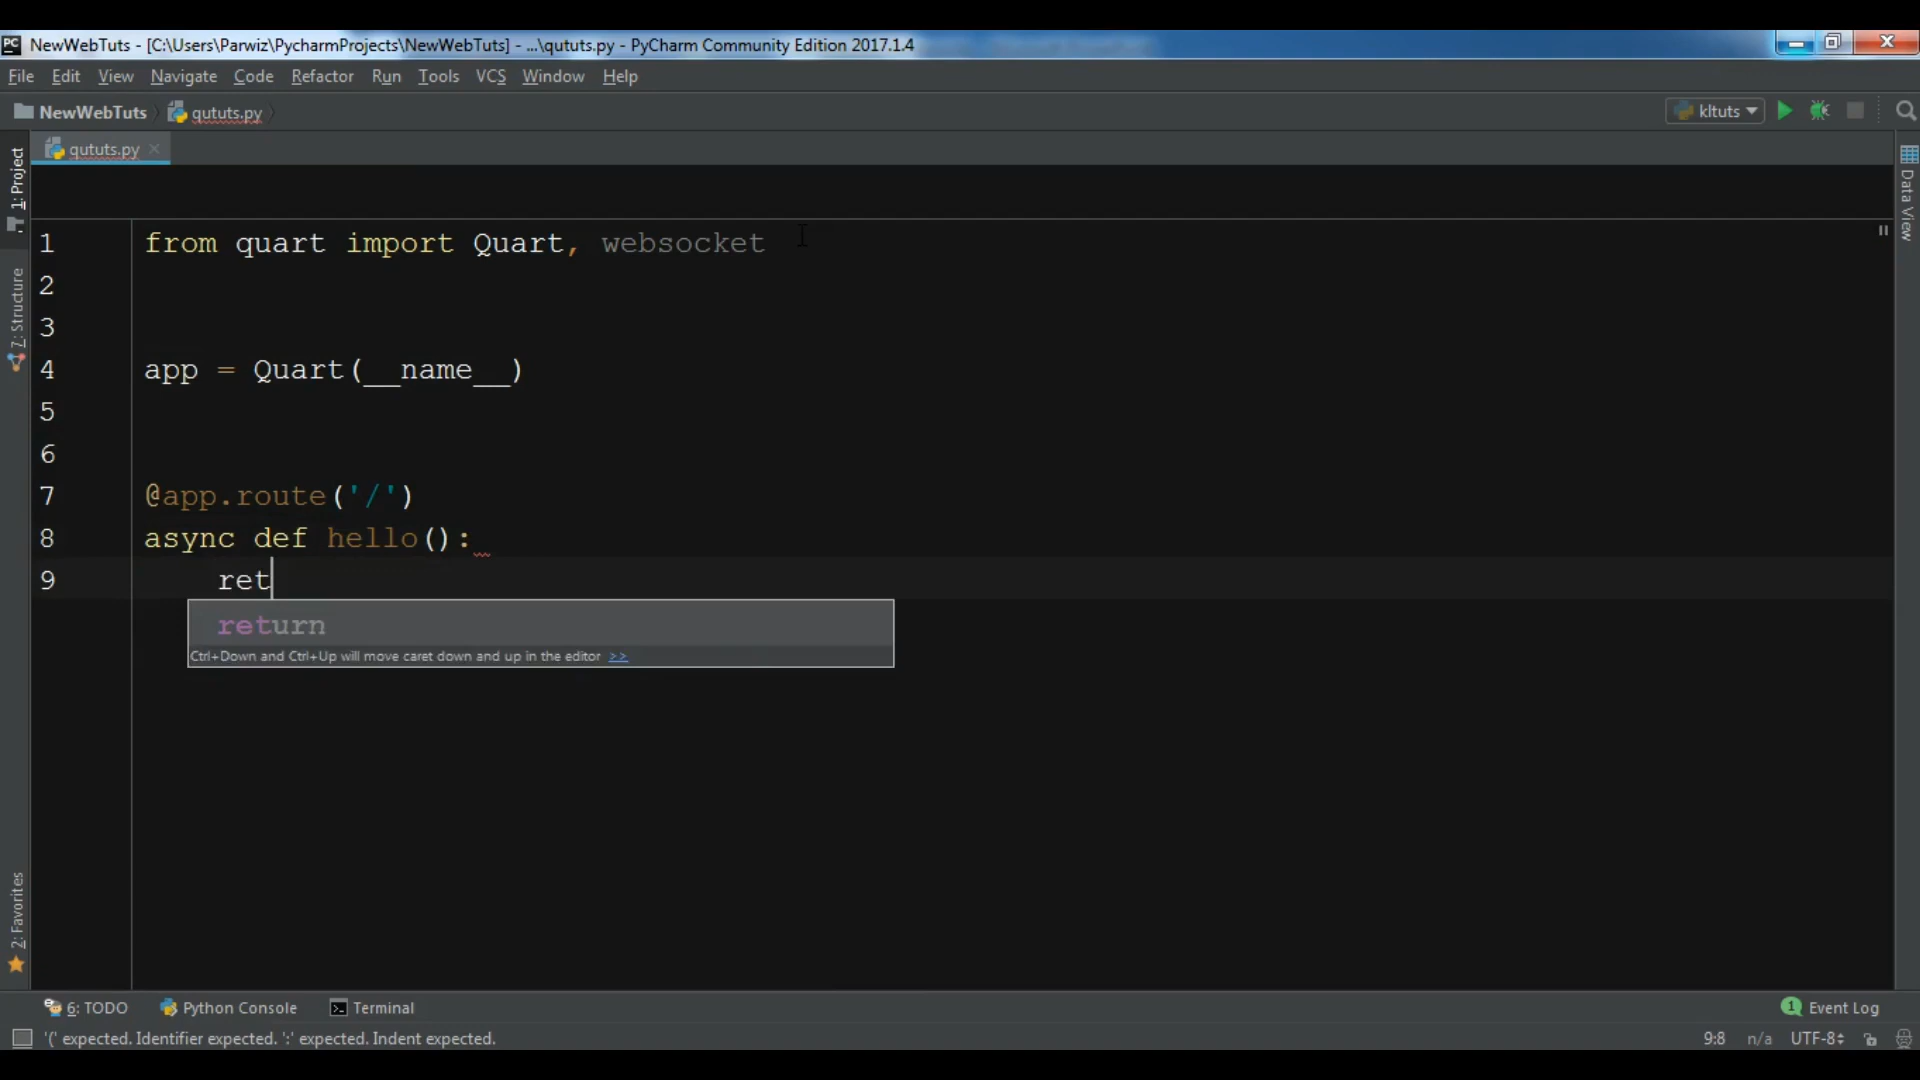 NewWebTuts - [C:\Users\Parwiz\PycharmProjects\NewWebTuts] - ...\qututs.py - PyCharm Community Edition 2017.1.4
File Edit View Navigate Code Refactor Run Tools VCS Window Help
NewWebTuts qututs.py kltuts
qututs.py
1: Project
7: Structure
2: Favorites
Data View
1 from quart import Quart, websocket
2
3
4 app = Quart(__name__)
5
6
7 @app.route('/')
8 async def hello():
9 ret
return
Ctrl+Down and Ctrl+Up will move caret down and up in the editor >>
6: TODO Python Console Terminal 1 Event Log
'(' expected. Identifier expected. ':' expected. Indent expected. 9:8 n/a UTF-8